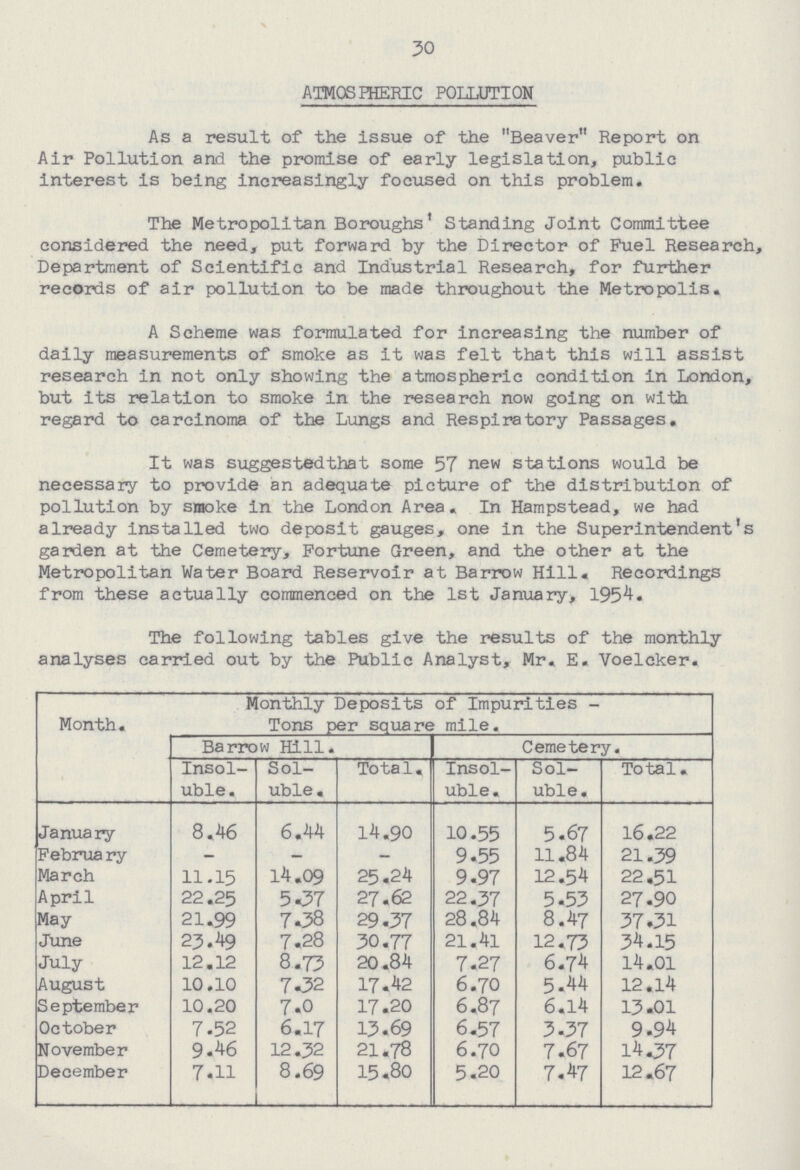 30
ATMOSPHERIC POLLUTION
As a result of the issue of the "Beaver" Report on
Air Pollution and the promise of early legislation, public
interest is being increasingly focused on this problem.
The Metropolitan Boroughs' Standing Joint Committee
considered the need, put forward by the Director of Fuel Research,
Department of Scientific and Industrial Research, for further
records of air pollution to be made throughout the Metropolis.
A Scheme was formulated for increasing the number of
daily measurements of smoke as it was felt that this will assist
research in not only showing the atmospheric condition in London,
but its relation to smoke in the research now going on with
regard to carcinoma of the Lungs and Respiratory Passages.
It was suggestedthat some 57 new stations would be
necessary to provide an adequate picture of the distribution of
pollution by smoke in the London Area. In Hampstead, we had
already installed two deposit gauges, one in the Superintendent's
garden at the Cemetery, Fortune Green, and the other at the
Metropolitan Water Board Reservoir at Barrow Hill. Recordings
from these actually commenced on the 1st January, 1954.
The following tables give the results of the monthly
analyses carried out by the Public Analyst, Mr. E. Voelcker.
Monthly Deposits of Impurities -
Month. Tons per square mile.
Barrow Hill. Cemetery.
Insol- Sol- Total. Insol- Sol- Total.
uble. uble. uble. uble.
January 8.46 6.44 14.90 10.55 5.67 16.22
February - - - 9.55 11.84 21.39
March 11.15 14.09 25.24 9.97 12.54 22.51
April 22.25 5.37 27.62 22.37 5.53 27.90
May 21.99 7.38 29.37 28.84 8.47 37.31
June 23.49 7.28 30.77 21.41 12.73 34.15
July 12.12 8.73 20.84 7.27 6.74 14.01
August 10.10 7.32 17.42 6.70 5.44 12.14
September 10.20 7.0 17.20 6.87 6.14 13.01
October 7.52 6.17 13.69 6.57 3.37 9.94
November 9.46 12.32 21.78 6.70 7.67 14.37
December 7.11 8.69 15.80 5.20 7.47 12.67